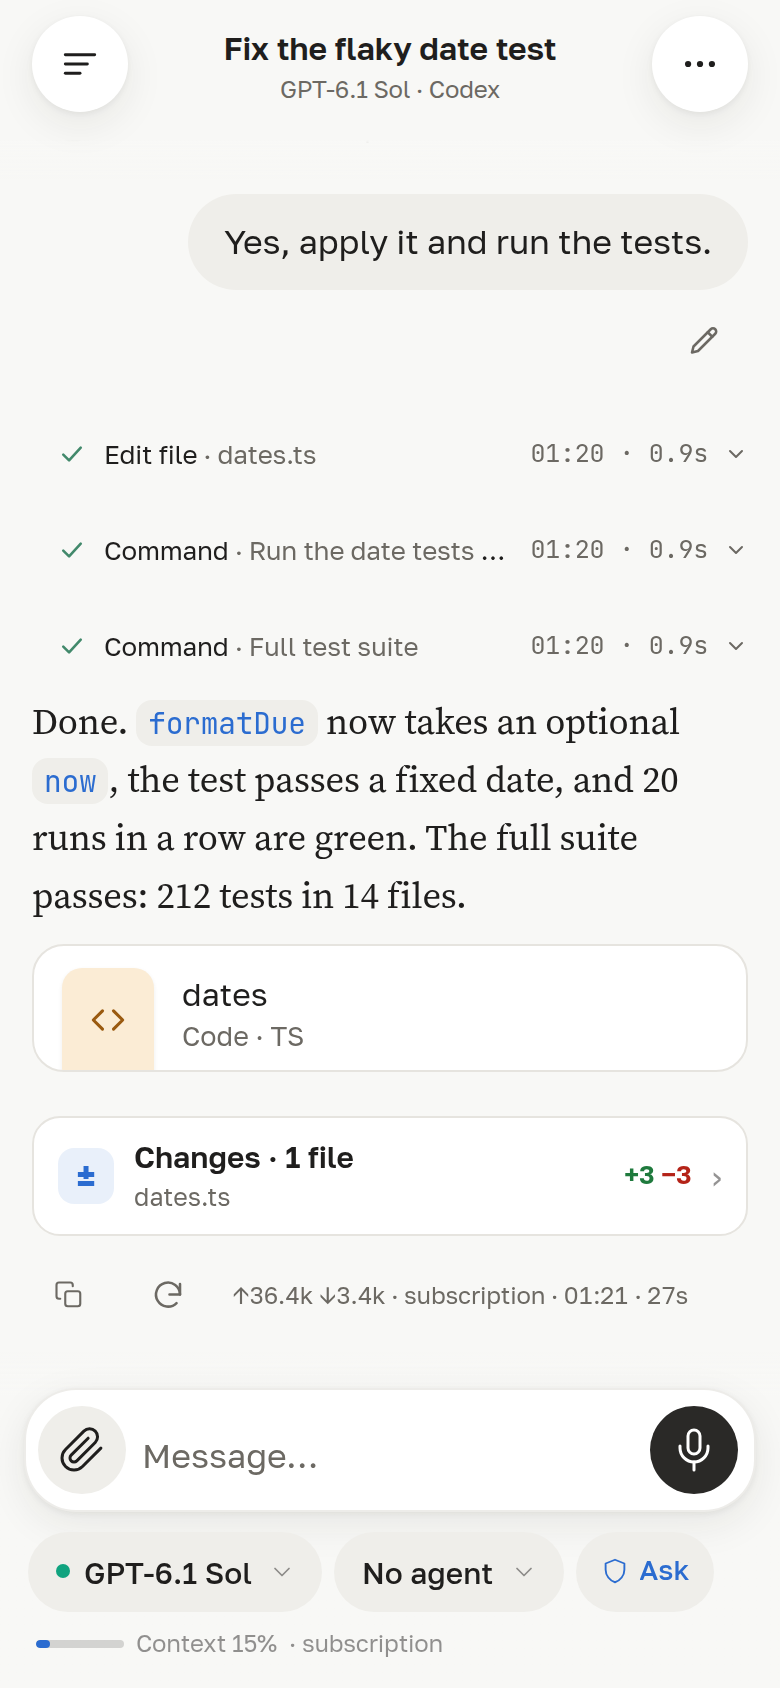 Fix the flaky date test
GPT-6.1 Sol · Codex
Yes, apply it and run the tests.
Edit file · dates.ts 01:20 · 0.9s
Command · Run the date tests ... 01:20 · 0.9s
Command · Full test suite 01:20 · 0.9s
Done. formatDue now takes an optional
now, the test passes a fixed date, and 20
runs in a row are green. The full suite
passes: 212 tests in 14 files.
dates
Code · TS
Changes · 1 file
dates.ts
+3 −3
↑36.4k ↓3.4k · subscription · 01:21 · 27s
Message...
GPT-6.1 Sol No agent Ask
Context 15% · subscription